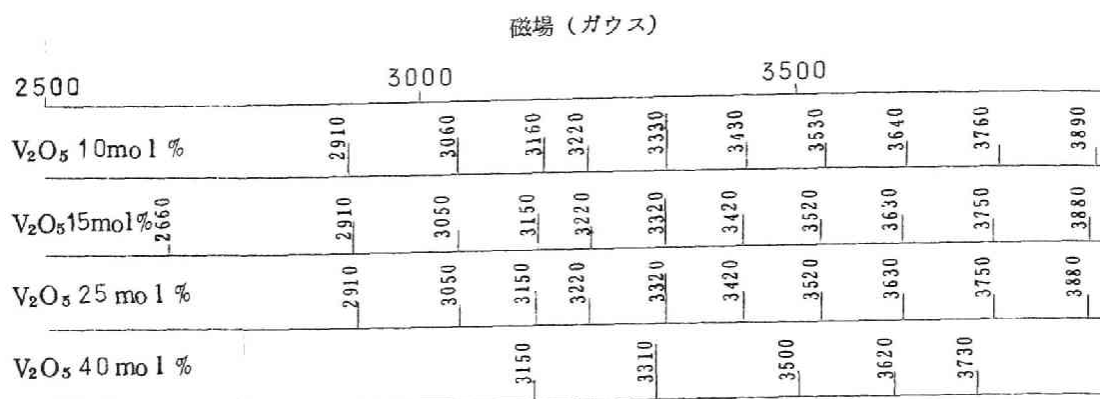 磁場 (ガウス)
2500 3000 3500
V₂O₅ 10mol % 2910 3060 3160 3220 3330 3430 3530 3640 3760 3890
V₂O₅15mol% 2660 2910 3050 3150 3220 3320 3420 3520 3630 3750 3880
V₂O₅ 25 mol % 2910 3050 3150 3220 3320 3420 3520 3630 3750 3880
V₂O₅ 40 mol % 3150 3310 3500 3620 3730